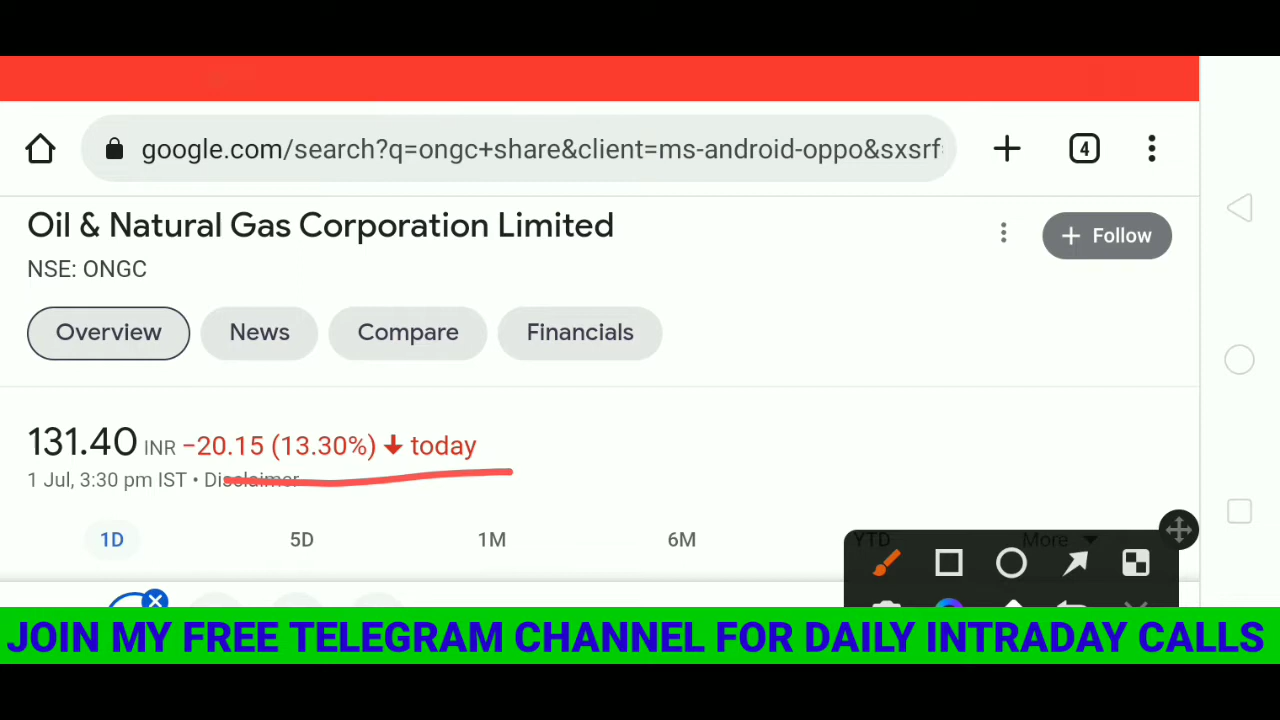 google.com/search?q=ongc+share&client=ms-android-oppo&sxsrf
4
Oil & Natural Gas Corporation Limited
NSE: ONGC
Follow
Overview News Compare Financials
131.40 INR −20.15 (13.30%) today
1 Jul, 3:30 pm IST • Disclaimer
1D 5D 1M 6M YTD More
JOIN MY FREE TELEGRAM CHANNEL FOR DAILY INTRADAY CALLS